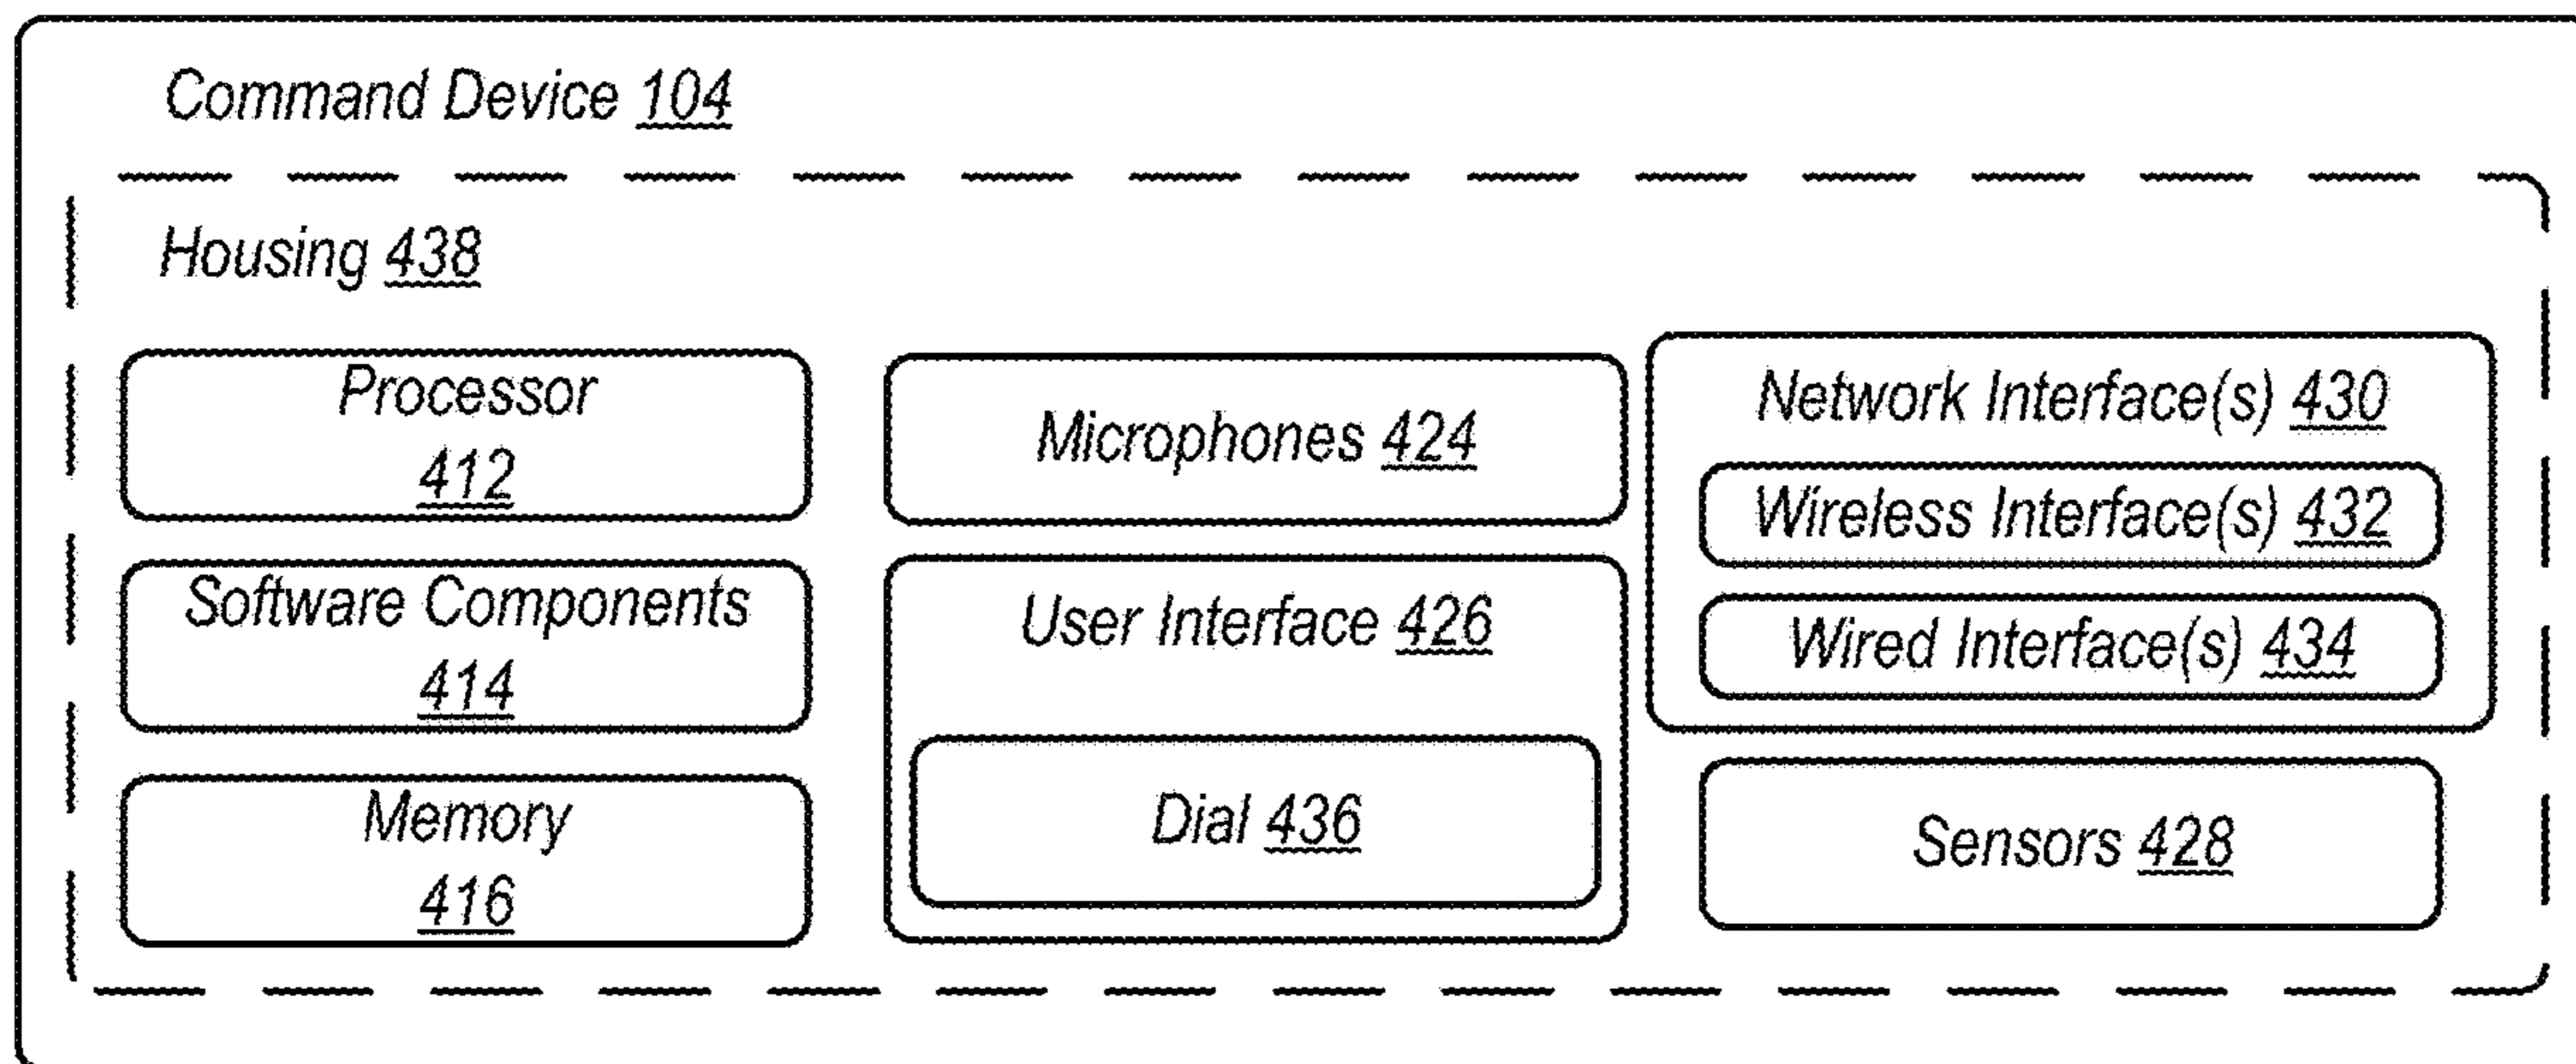 Command Device 104
Housing 438
Processor
412
Software Components
414
Memory
416
Microphones 424
User Interface 426
Dial 436
Network Interface(s) 430
Wireless Interface(s) 432
Wired Interface(s) 434
Sensors 428